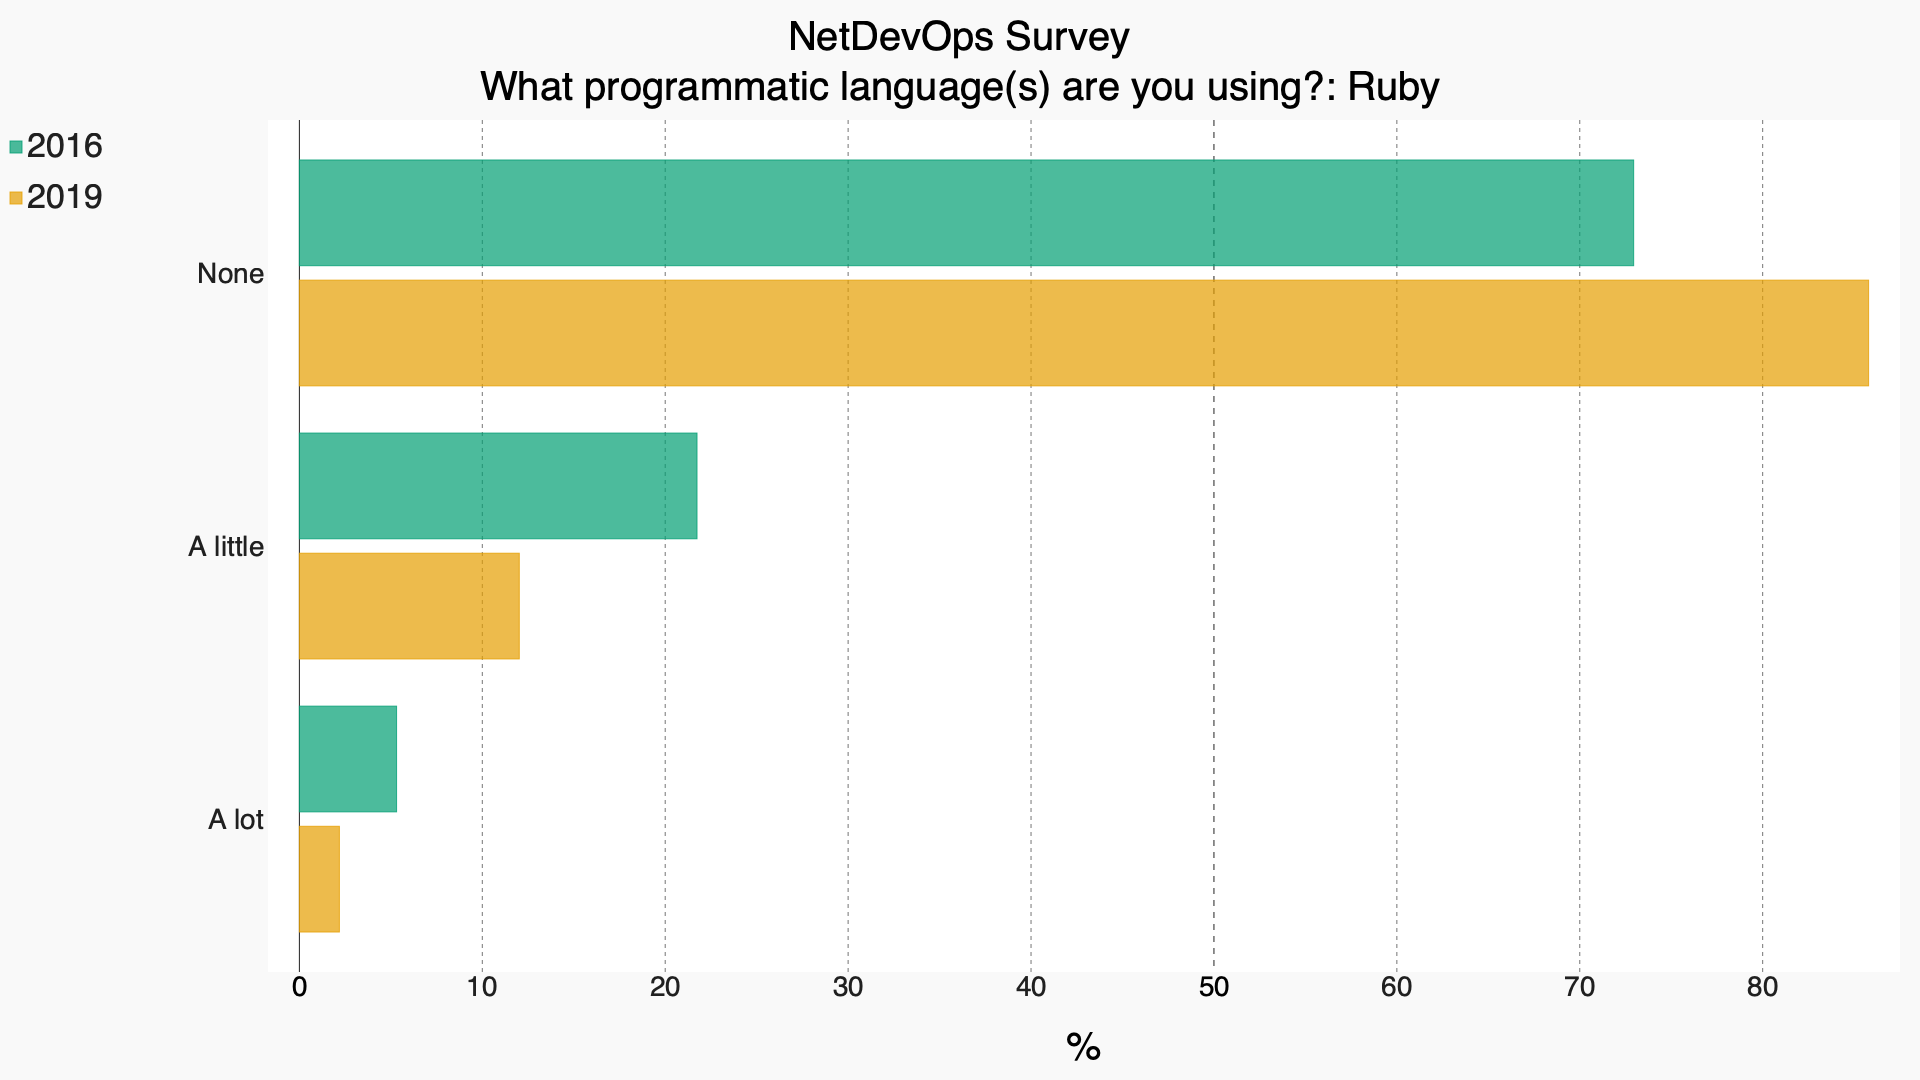 NetDevOps Survey
What programmatic language(s) are you using?: Ruby
2016
2019
None
A little
A lot
0 10 20 30 40 50 60 70 80
%